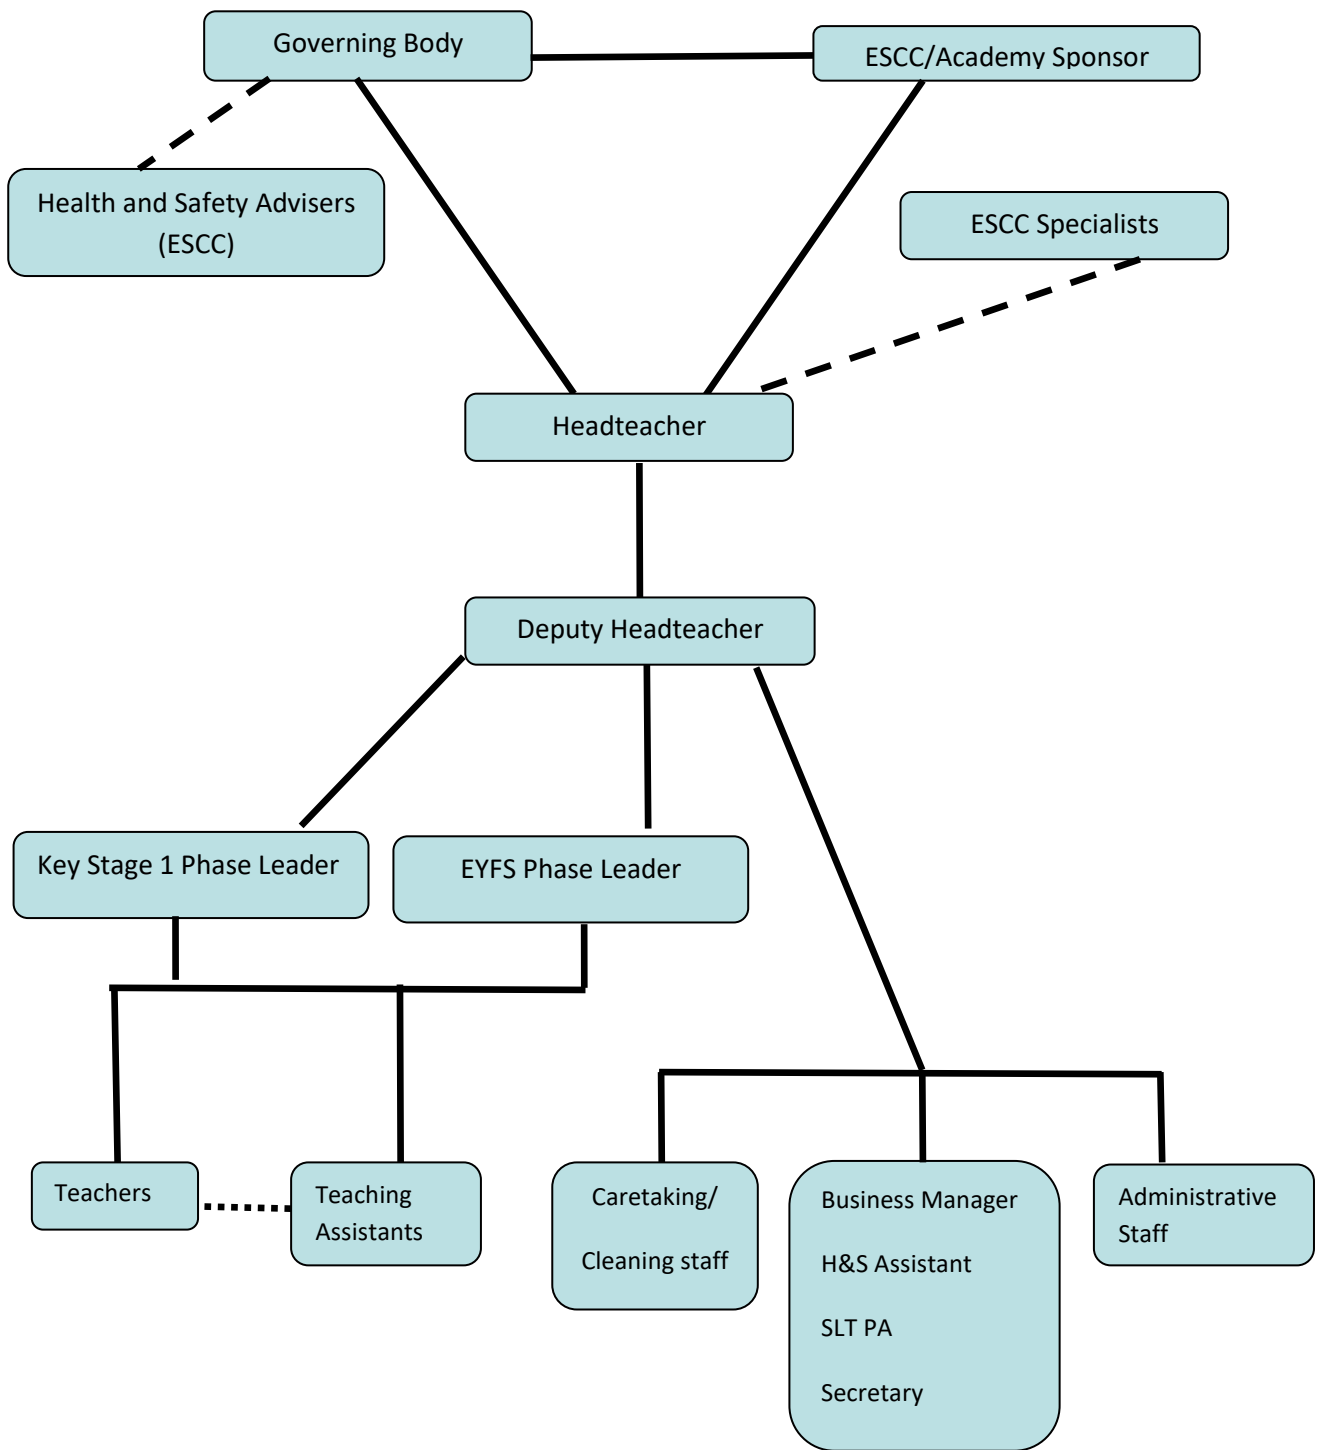 Governing Body
ESCC/Academy Sponsor
Health and Safety Advisers
(ESCC)
ESCC Specialists
Headteacher
Deputy Headteacher
Key Stage 1 Phase Leader
EYFS Phase Leader
Teachers
Teaching
Assistants
Caretaking/
Cleaning staff
Business Manager
H&S Assistant
SLT PA
Secretary
Administrative
Staff